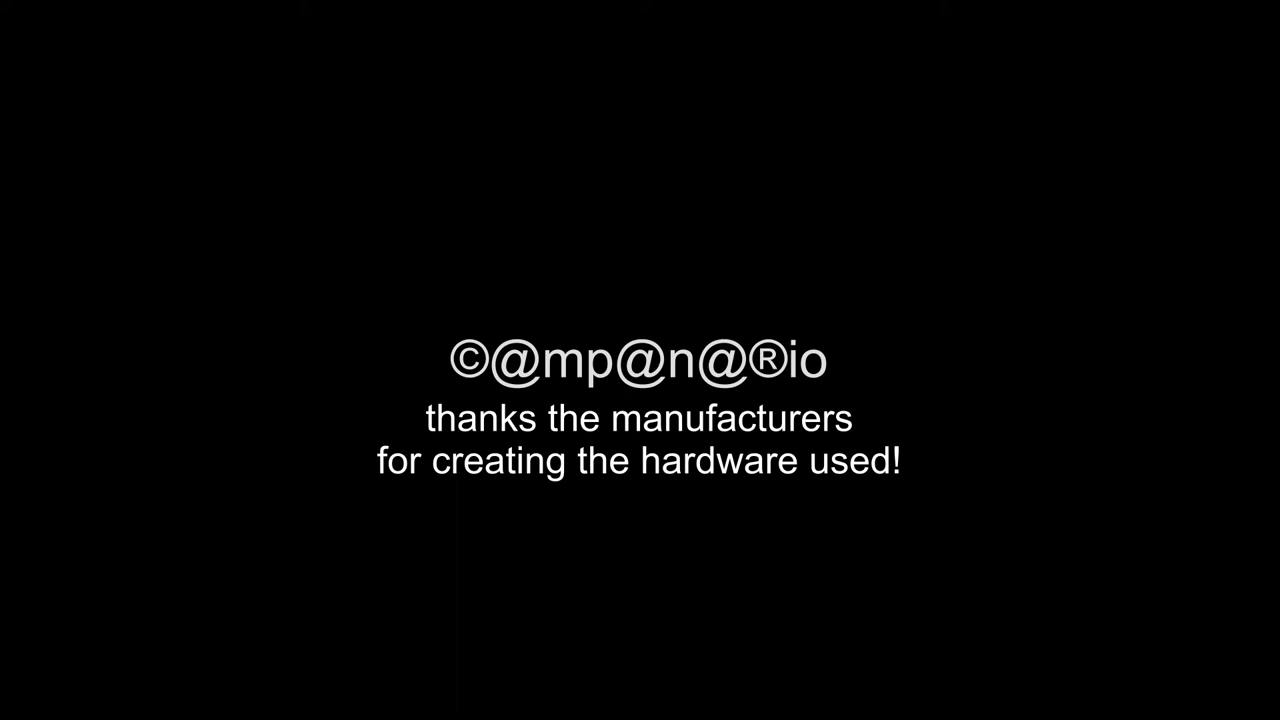 ©@mp@n@®io
thanks the manufacturers
for creating the hardware used!